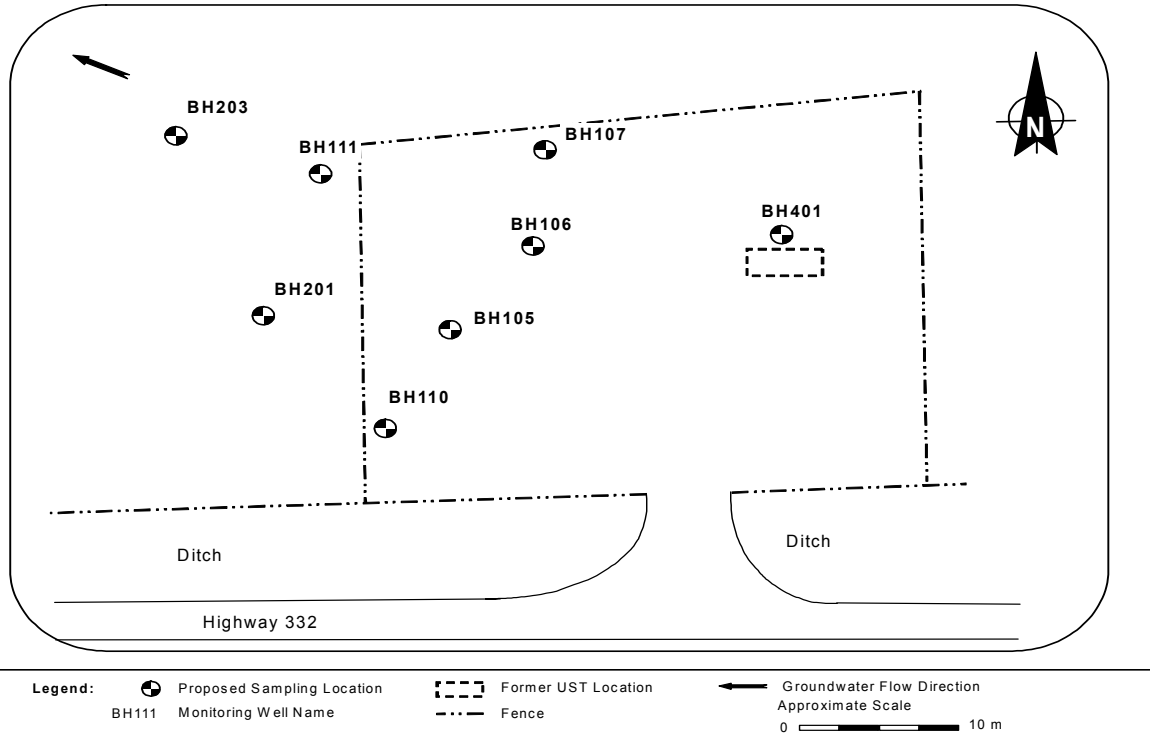 BH203
BH107
N
BH111
BH401
BH106
BH201
BH105
BH110
Ditch
Ditch
Highway 332
Legend:
Proposed Sampling Location
Former UST Location
Groundwater Flow Direction
BH111
Monitoring Well Name
Fence
Approximate Scale
0
10 m